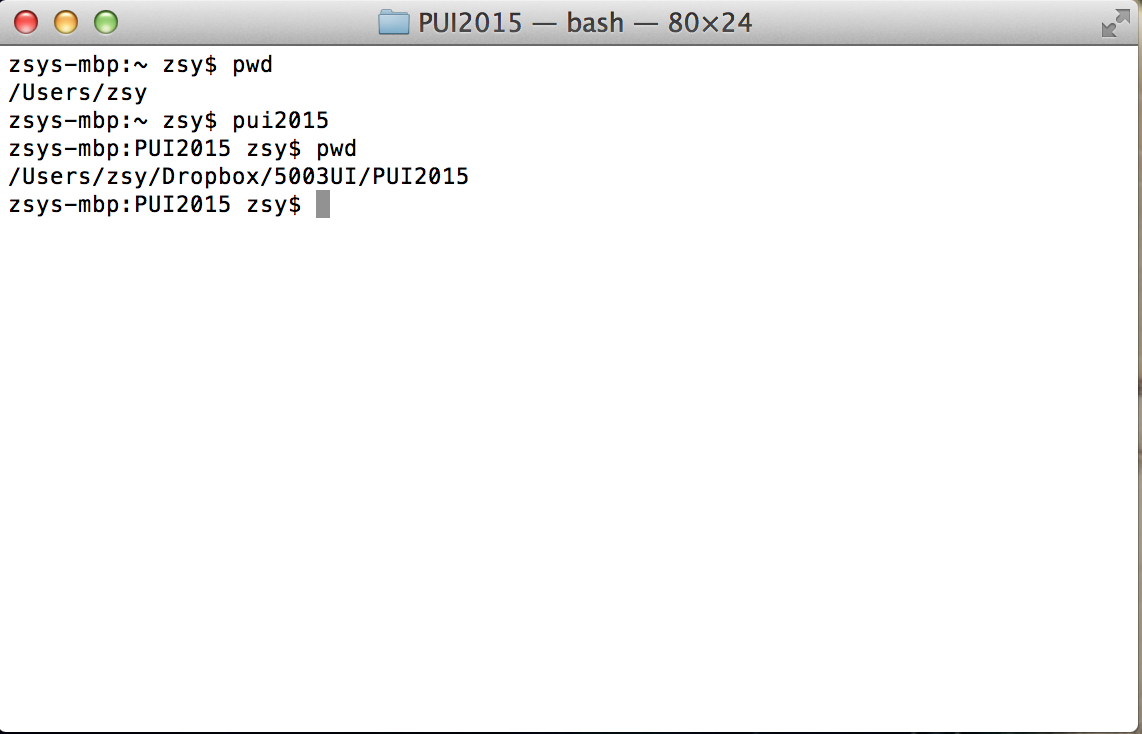 PUI2015 — bash — 80×24
zsys-mbp:~ zsy$ pwd
/Users/zsy
zsys-mbp:~ zsy$ pui2015
zsys-mbp:PUI2015 zsy$ pwd
/Users/zsy/Dropbox/5003UI/PUI2015
zsys-mbp:PUI2015 zsy$